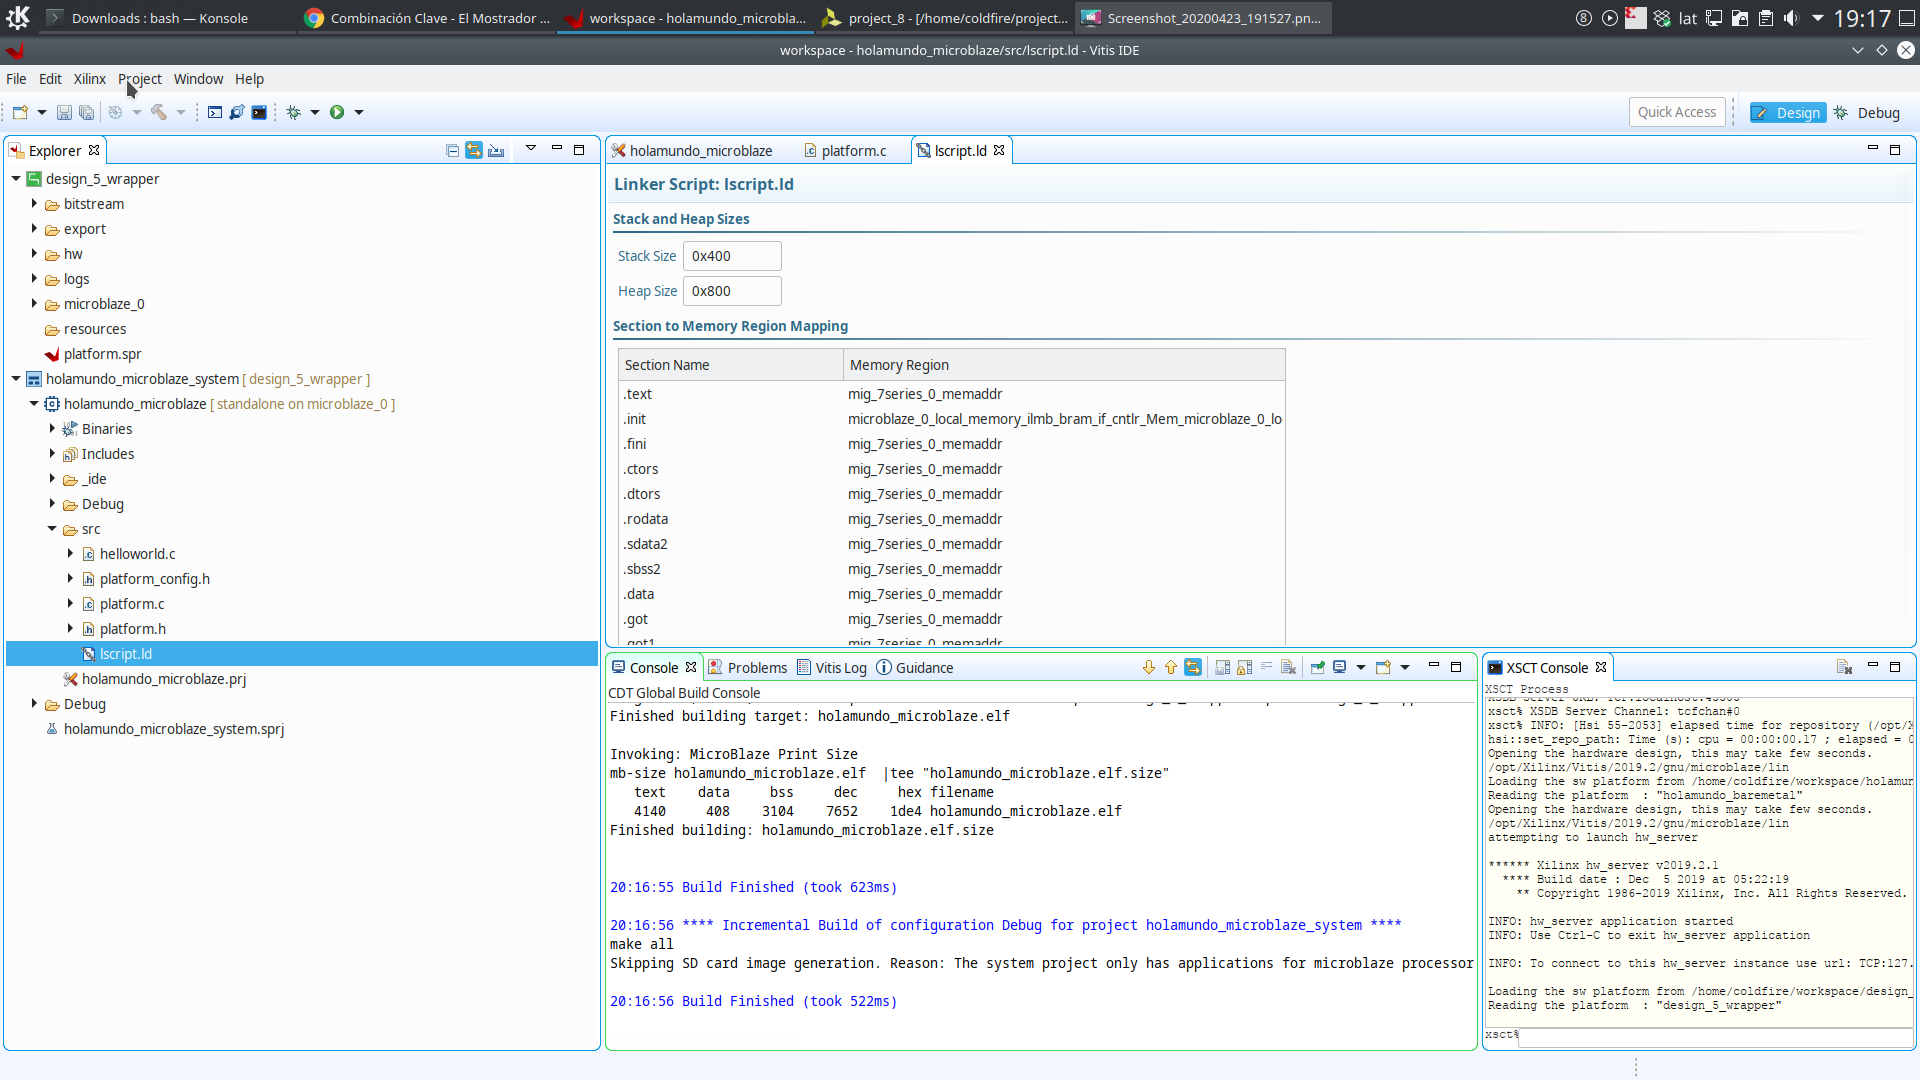 Downloads : bash — Konsole
Combinación Clave - El Mostrador ...
workspace - holamundo_microbla...
project_8 - [/home/coldfire/project...
Screenshot_20200423_191527.pn...
8
lat
19:17
workspace - holamundo_microblaze/src/lscript.ld - Vitis IDE
File Edit Xilinx Project Window Help
Quick Access
Design
Debug
Explorer
design_5_wrapper
bitstream
export
hw
logs
microblaze_0
resources
platform.spr
holamundo_microblaze_system [ design_5_wrapper ]
holamundo_microblaze [ standalone on microblaze_0 ]
Binaries
Includes
_ide
Debug
src
helloworld.c
platform_config.h
platform.c
platform.h
lscript.ld
holamundo_microblaze.prj
Debug
holamundo_microblaze_system.sprj
holamundo_microblaze
platform.c
lscript.ld
Linker Script: lscript.ld
Stack and Heap Sizes
Stack Size 0x400
Heap Size 0x800
Section to Memory Region Mapping
Section Name Memory Region
.text mig_7series_0_memaddr
.init microblaze_0_local_memory_ilmb_bram_if_cntlr_Mem_microblaze_0_lo
.fini mig_7series_0_memaddr
.ctors mig_7series_0_memaddr
.dtors mig_7series_0_memaddr
.rodata mig_7series_0_memaddr
.sdata2 mig_7series_0_memaddr
.sbss2 mig_7series_0_memaddr
.data mig_7series_0_memaddr
.got mig_7series_0_memaddr
.got1 mig_7series_0_memaddr
Console Problems Vitis Log Guidance
CDT Global Build Console
Finished building target: holamundo_microblaze.elf
Invoking: MicroBlaze Print Size
mb-size holamundo_microblaze.elf |tee "holamundo_microblaze.elf.size"
text data bss dec hex filename
4140 408 3104 7652 1de4 holamundo_microblaze.elf
Finished building: holamundo_microblaze.elf.size
20:16:55 Build Finished (took 623ms)
20:16:56 **** Incremental Build of configuration Debug for project holamundo_microblaze_system ****
make all
Skipping SD card image generation. Reason: The system project only has applications for microblaze processor
20:16:56 Build Finished (took 522ms)
XSCT Console
XSCT Process
xsct% XSDB Server Channel: tcfchan#0
xsct% INFO: [Hsi 55-2053] elapsed time for repository (/opt/X
hsi::set_repo_path: Time (s): cpu = 00:00:00.17 ; elapsed = 0
Opening the hardware design, this may take few seconds.
/opt/Xilinx/Vitis/2019.2/gnu/microblaze/lin
Loading the sw platform from /home/coldfire/workspace/holamun
Reading the platform : "holamundo_baremetal"
Opening the hardware design, this may take few seconds.
/opt/Xilinx/Vitis/2019.2/gnu/microblaze/lin
attempting to launch hw_server
****** Xilinx hw_server v2019.2.1
**** Build date : Dec 5 2019 at 05:22:19
** Copyright 1986-2019 Xilinx, Inc. All Rights Reserved.
INFO: hw_server application started
INFO: Use Ctrl-C to exit hw_server application
INFO: To connect to this hw_server instance use url: TCP:127.
Loading the sw platform from /home/coldfire/workspace/design_
Reading the platform : "design_5_wrapper"
xsct%